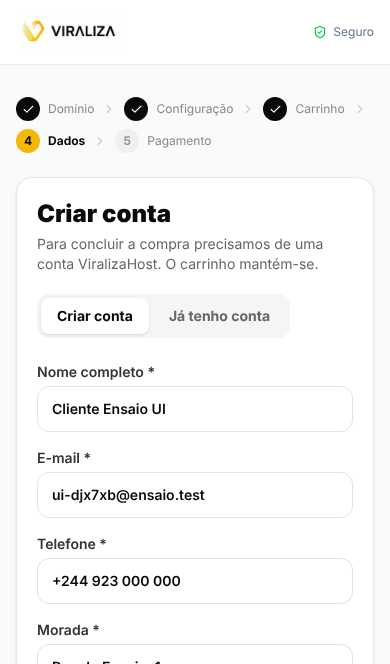 VIRALIZA
Seguro
Domínio
Configuração
Carrinho
4 Dados
5 Pagamento
Criar conta
Para concluir a compra precisamos de uma
conta ViralizaHost. O carrinho mantém-se.
Criar conta
Já tenho conta
Nome completo *
Cliente Ensaio UI
E-mail *
ui-djx7xb@ensaio.test
Telefone *
+244 923 000 000
Morada *